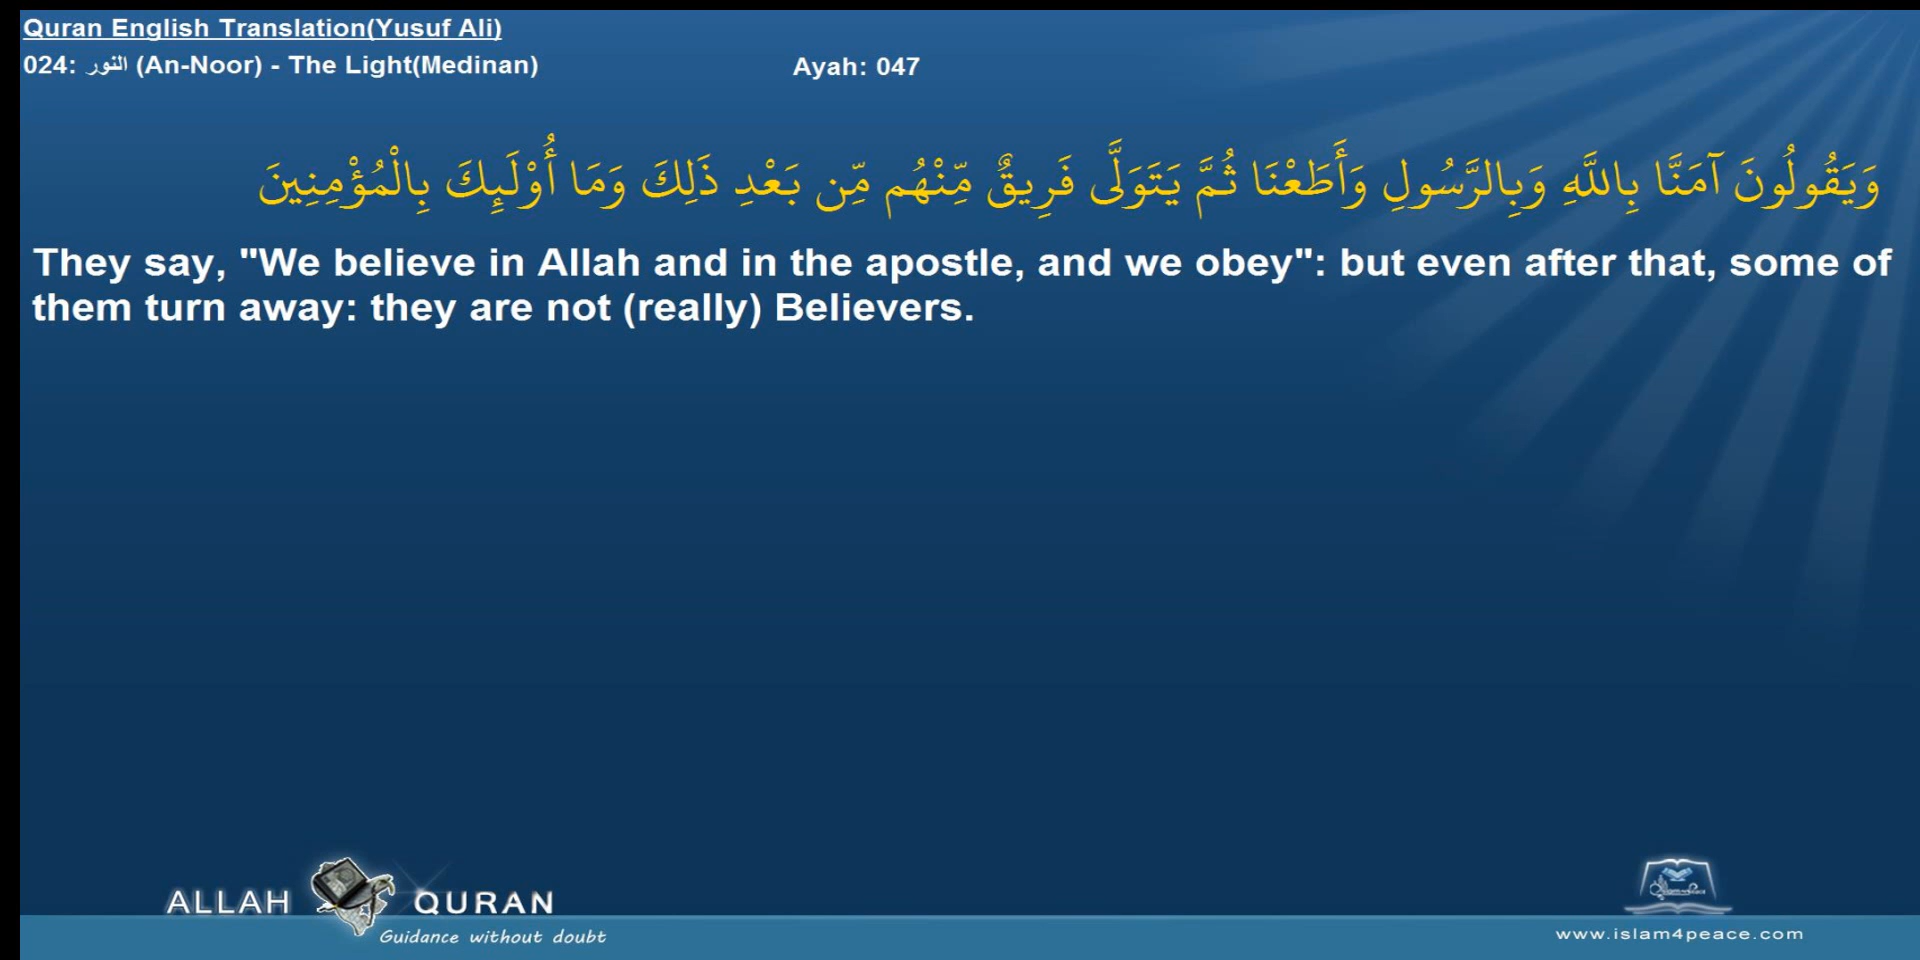 Quran English Translation(Yusuf Ali)
024: النور (An-Noor) - The Light(Medinan) Ayah: 047
وَيَقُولُونَ آمَنَّا بِاللَّهِ وَبِالرَّسُولِ وَأَطَعْنَا ثُمَّ يَتَوَلَّى فَرِيقٌ مِّنْهُم مِّن بَعْدِ ذَلِكَ وَمَا أُوْلَئِكَ بِالْمُؤْمِنِينَ
They say, "We believe in Allah and in the apostle, and we obey": but even after that, some of
them turn away: they are not (really) Believers.
ALLAH QURAN
Guidance without doubt
www.islam4peace.com